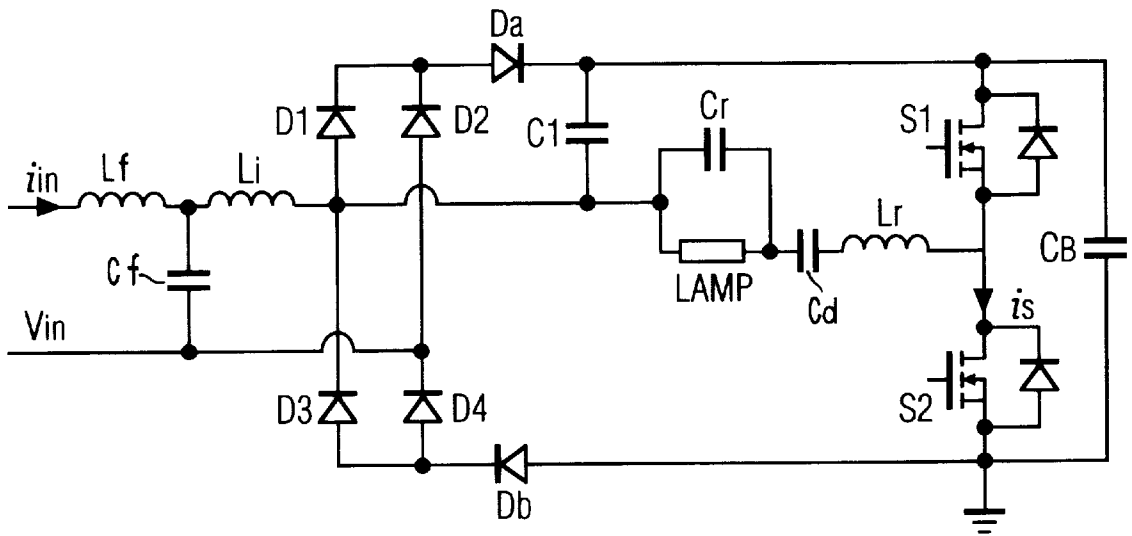 Da
D1
D2
C1
Cr
S1
iin
Lf
Li
Lr
CB
Cf
LAMP
Cd
is
Vin
D3
D4
S2
Db